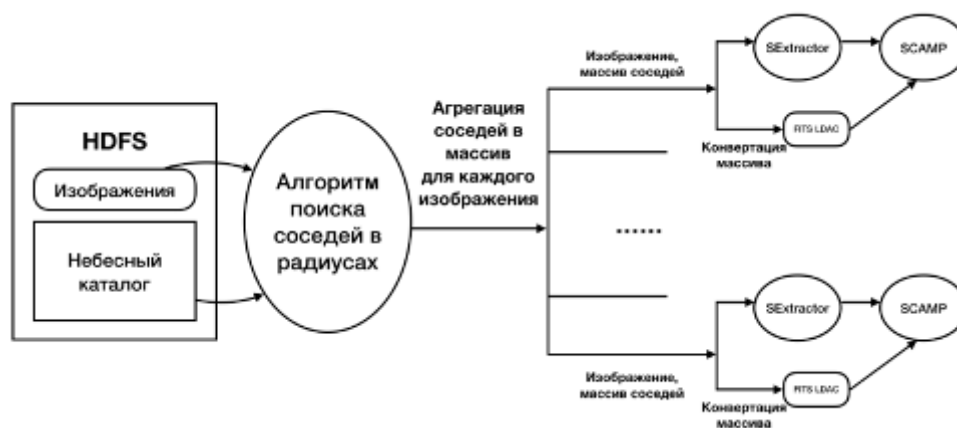 HDFS
Изображения
Небесный
каталог
Алгоритм
поиска
соседей в
радиусах
Агрегация
соседей в
массив
для каждого
изображения
Изображение,
массив соседей
SExtractor
SCAMP
FITS LDAC
Конвертация
массива
......
Изображение,
массив соседей
SExtractor
SCAMP
FITS LDAC
Конвертация
массива